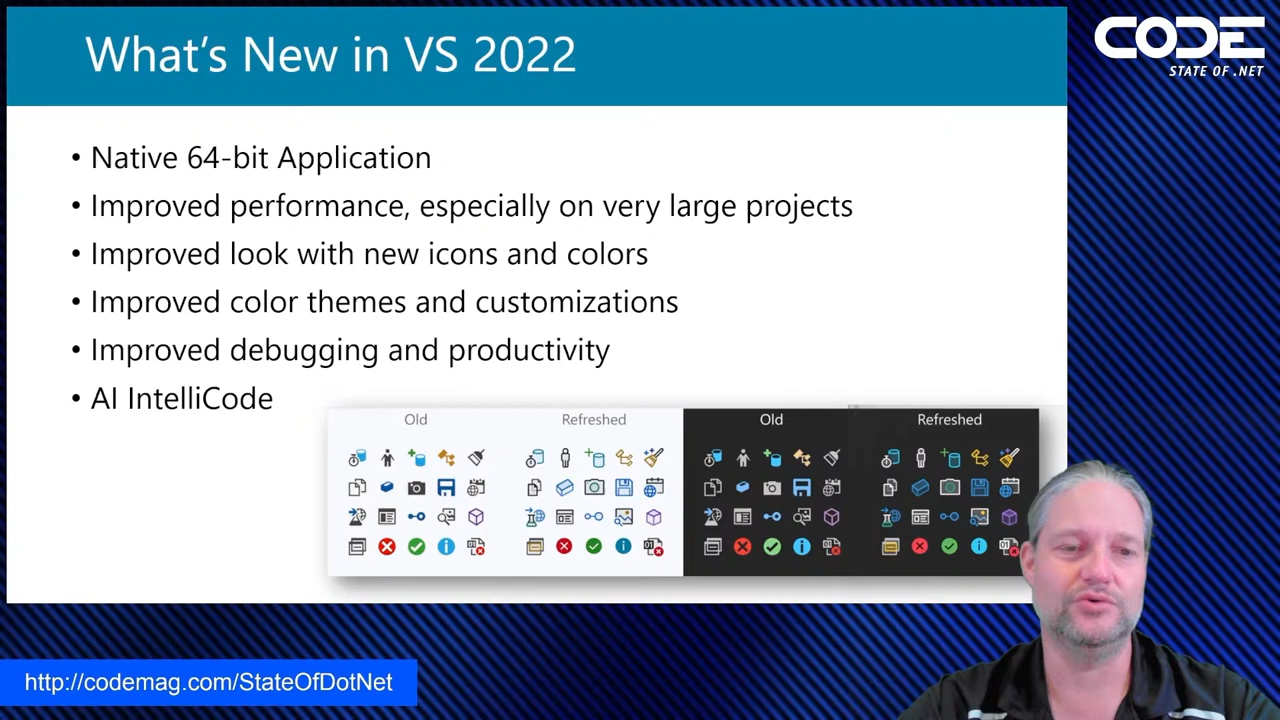 What's New in VS 2022
CODE
STATE OF .NET
• Native 64-bit Application
• Improved performance, especially on very large projects
• Improved look with new icons and colors
• Improved color themes and customizations
• Improved debugging and productivity
• AI IntelliCode
Old
Refreshed
Old
Refreshed
http://codemag.com/StateOfDotNet